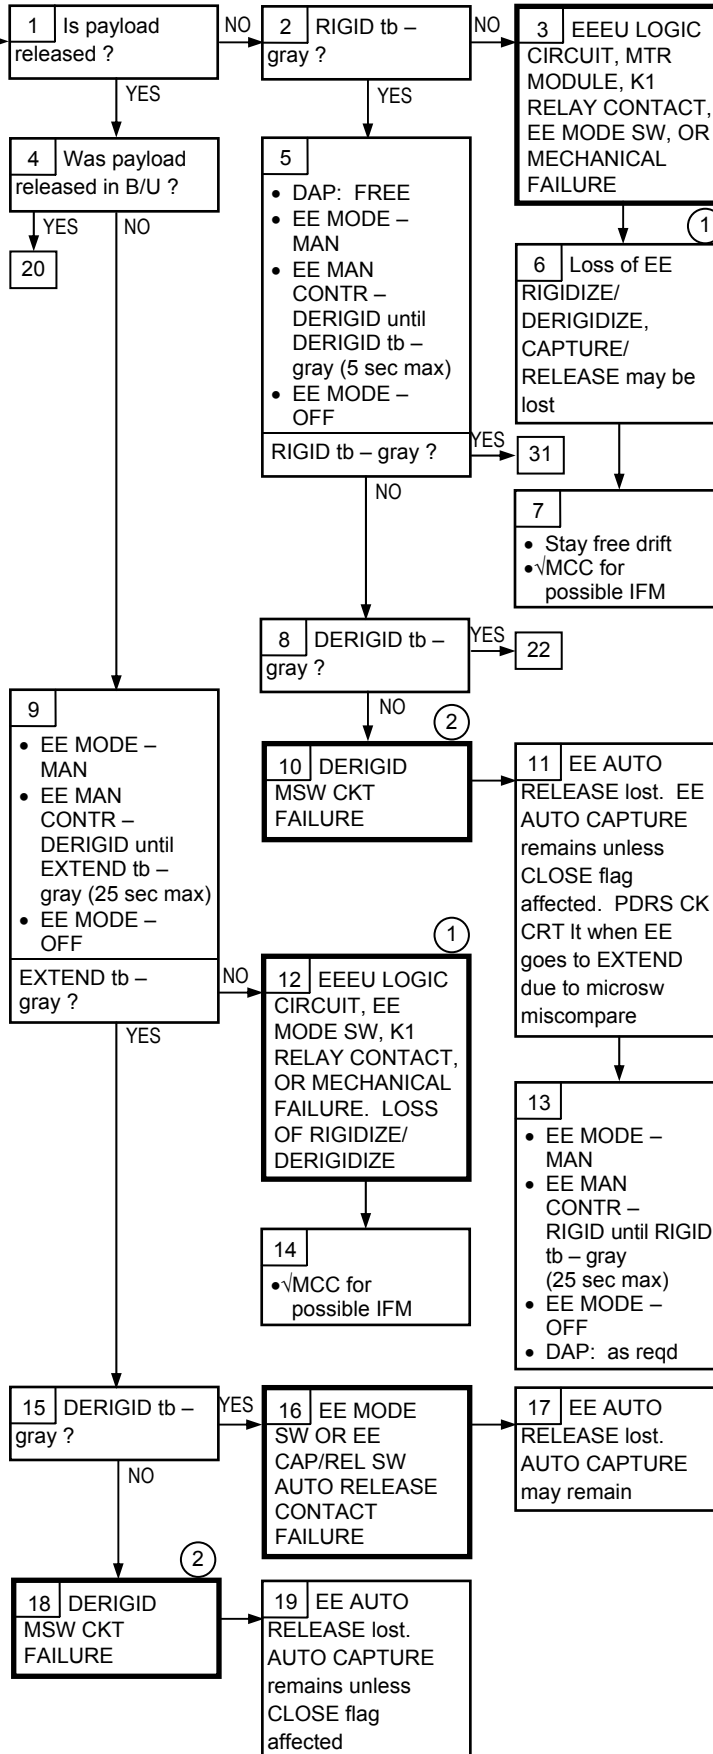 1 Is payload
released ?
NO
YES
2 RIGID tb –
gray ?
NO
YES
3 EEEU LOGIC
CIRCUIT, MTR
MODULE, K1
RELAY CONTACT,
EE MODE SW, OR
MECHANICAL
FAILURE
1
4 Was payload
released in B/U ?
YES
NO
20
5
• DAP: FREE
• EE MODE –
MAN
• EE MAN
CONTR –
DERIGID until
DERIGID tb –
gray (5 sec max)
• EE MODE –
OFF
RIGID tb – gray ?
YES
31
NO
6 Loss of EE
RIGIDIZE/
DERIGIDIZE,
CAPTURE/
RELEASE may be
lost
7
• Stay free drift
•√MCC for
possible IFM
8 DERIGID tb –
gray ?
YES
22
NO
9
• EE MODE –
MAN
• EE MAN
CONTR –
DERIGID until
EXTEND tb –
gray (25 sec max)
• EE MODE –
OFF
EXTEND tb –
gray ?
NO
YES
2
10 DERIGID
MSW CKT
FAILURE
11 EE AUTO
RELEASE lost. EE
AUTO CAPTURE
remains unless
CLOSE flag
affected. PDRS CK
CRT lt when EE
goes to EXTEND
due to microsw
miscompare
1
12 EEEU LOGIC
CIRCUIT, EE
MODE SW, K1
RELAY CONTACT,
OR MECHANICAL
FAILURE. LOSS
OF RIGIDIZE/
DERIGIDIZE
13
• EE MODE –
MAN
• EE MAN
CONTR –
RIGID until RIGID
tb – gray
(25 sec max)
• EE MODE –
OFF
• DAP: as reqd
14
•√MCC for
possible IFM
15 DERIGID tb –
gray ?
YES
NO
16 EE MODE
SW OR EE
CAP/REL SW
AUTO RELEASE
CONTACT
FAILURE
17 EE AUTO
RELEASE lost.
AUTO CAPTURE
may remain
2
18 DERIGID
MSW CKT
FAILURE
19 EE AUTO
RELEASE lost.
AUTO CAPTURE
remains unless
CLOSE flag
affected